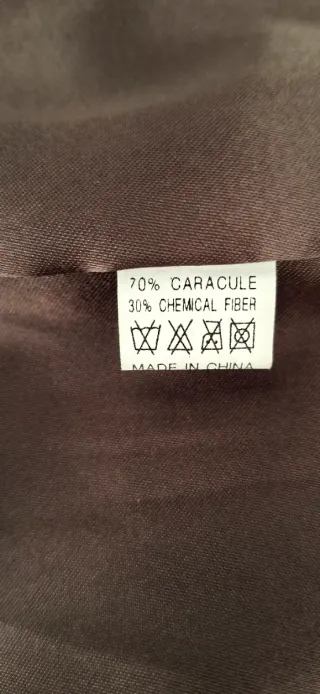 70% CARACULE
30% CHEMICAL FIBER
MADE IN CHINA